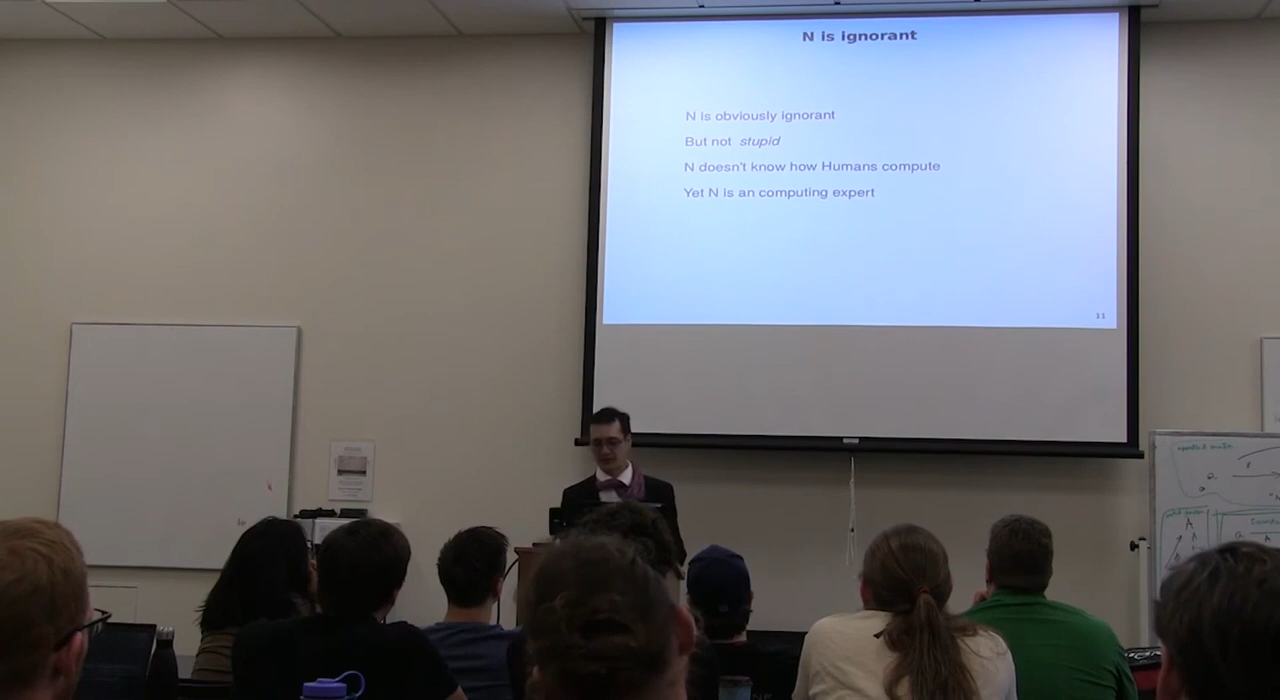 N is ignorant
N is obviously ignorant
But not stupid
N doesn't know how Humans compute
Yet N is an computing expert
11